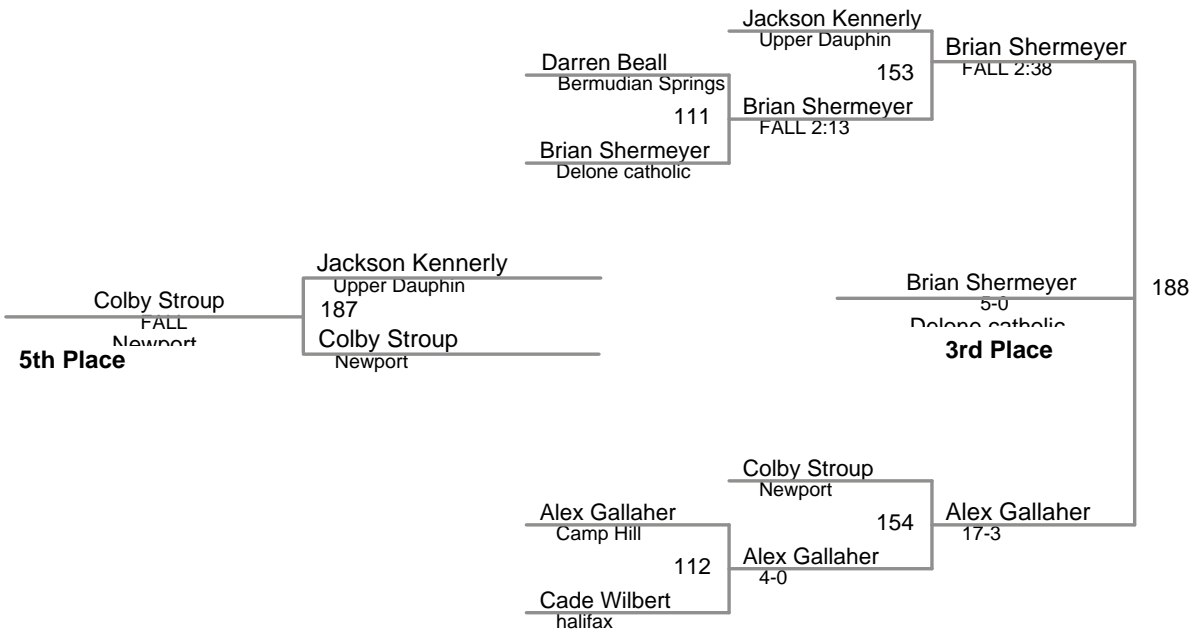 Jackson Kennerly
Upper Dauphin
Brian Shermeyer
FALL 2:38
Darren Beall
Bermudian Springs
153
Brian Shermeyer
FALL 2:13
111
Brian Shermeyer
Delone catholic
Jackson Kennerly
Upper Dauphin
187
Colby Stroup
FALL
Newport
5th Place
Colby Stroup
Newport
Brian Shermeyer
5-0
Delone catholic
3rd Place
188
Colby Stroup
Newport
Alex Gallaher
Camp Hill
154
Alex Gallaher
17-3
112
Alex Gallaher
4-0
Cade Wilbert
halifax